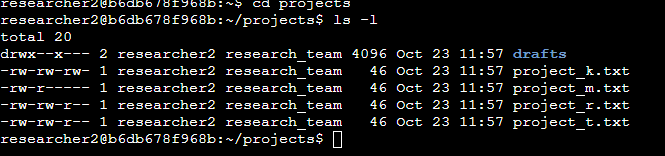 researcher2@b6db678f968b:~$ cd projects
researcher2@b6db678f968b:~/projects$ ls -l
total 20
drwx--x--- 2 researcher2 research_team 4096 Oct 23 11:57 drafts
-rw-rw-rw- 1 researcher2 research_team   46 Oct 23 11:57 project_k.txt
-rw-r----- 1 researcher2 research_team   46 Oct 23 11:57 project_m.txt
-rw-rw-r-- 1 researcher2 research_team   46 Oct 23 11:57 project_r.txt
-rw-rw-r-- 1 researcher2 research_team   46 Oct 23 11:57 project_t.txt
researcher2@b6db678f968b:~/projects$